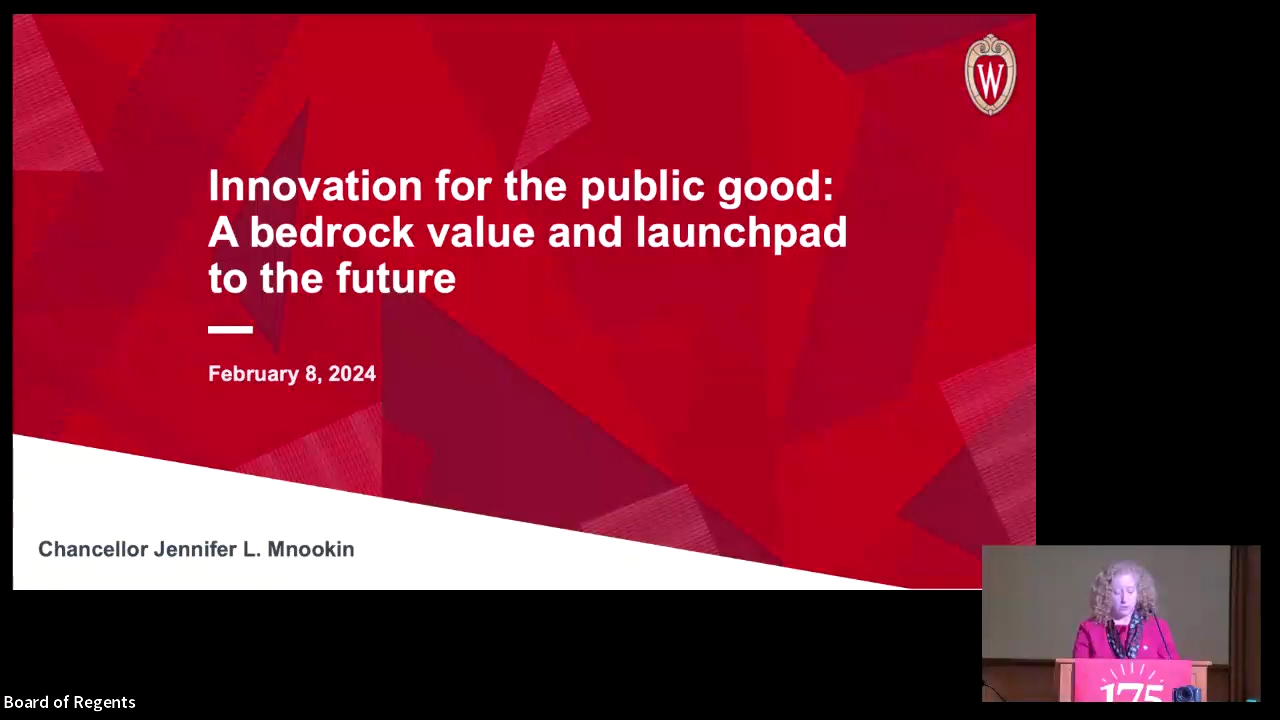 W
Innovation for the public good:
A bedrock value and launchpad
to the future
February 8, 2024
Chancellor Jennifer L. Mnookin
175
Board of Regents